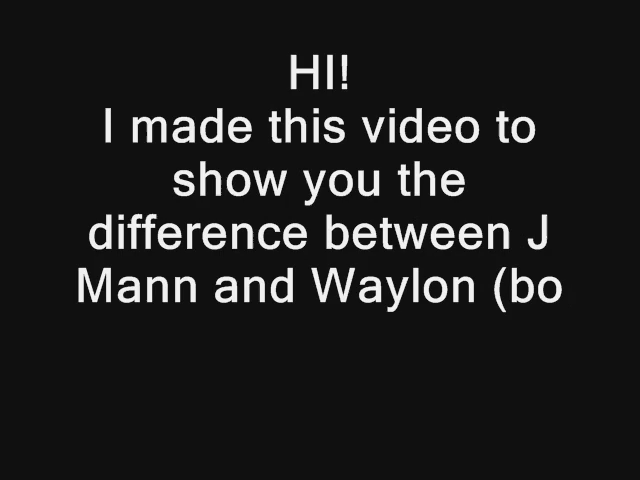 HI!
I made this video to
show you the
difference between J
Mann and Waylon (bo